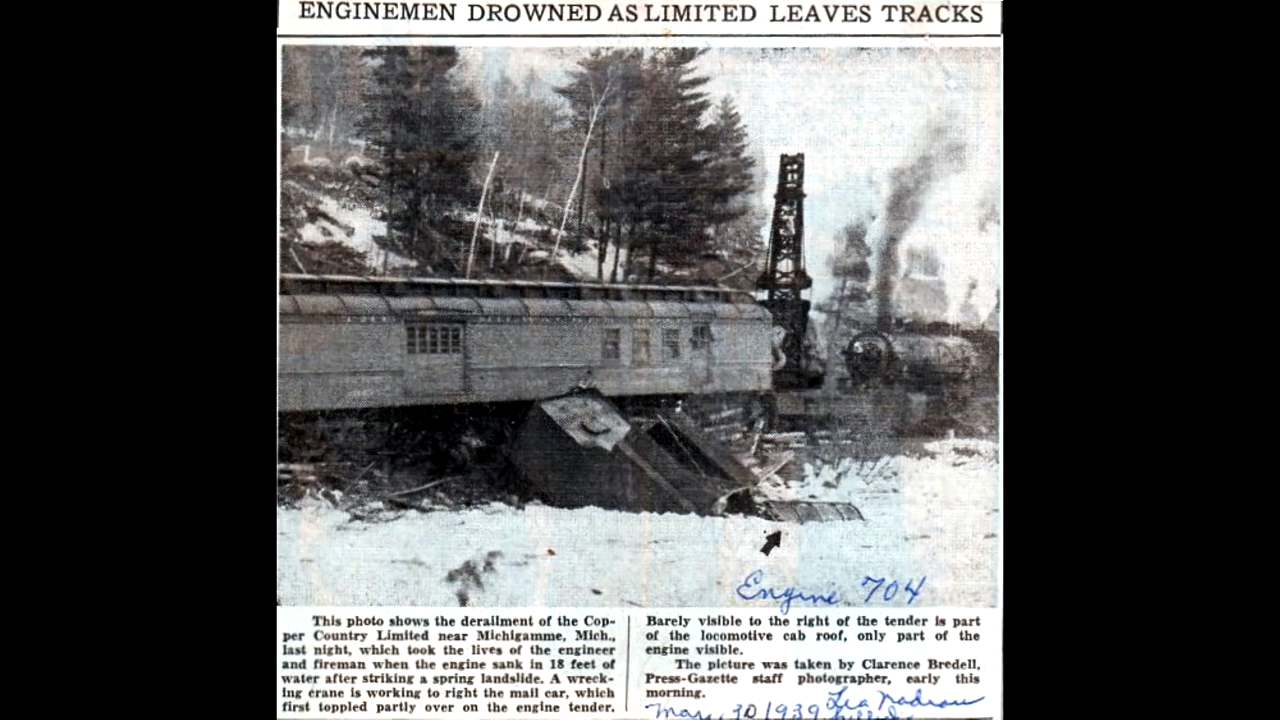 ENGINEMEN DROWNED AS LIMITED LEAVES TRACKS
Engine 704
This photo shows the derailment of the Cop-
per Country Limited near Michigamme, Mich.,
last night, which took the lives of the engineer
and fireman when the engine sank in 18 feet of
water after striking a spring landslide. A wreck-
ing crane is working to right the mail car, which
first toppled partly over on the engine tender.
Barely visible to the right of the tender is part
of the locomotive cab roof, only part of the
engine visible.
The picture was taken by Clarence Bredell,
Press-Gazette staff photographer, early this
morning.
Nadeau
30 1939